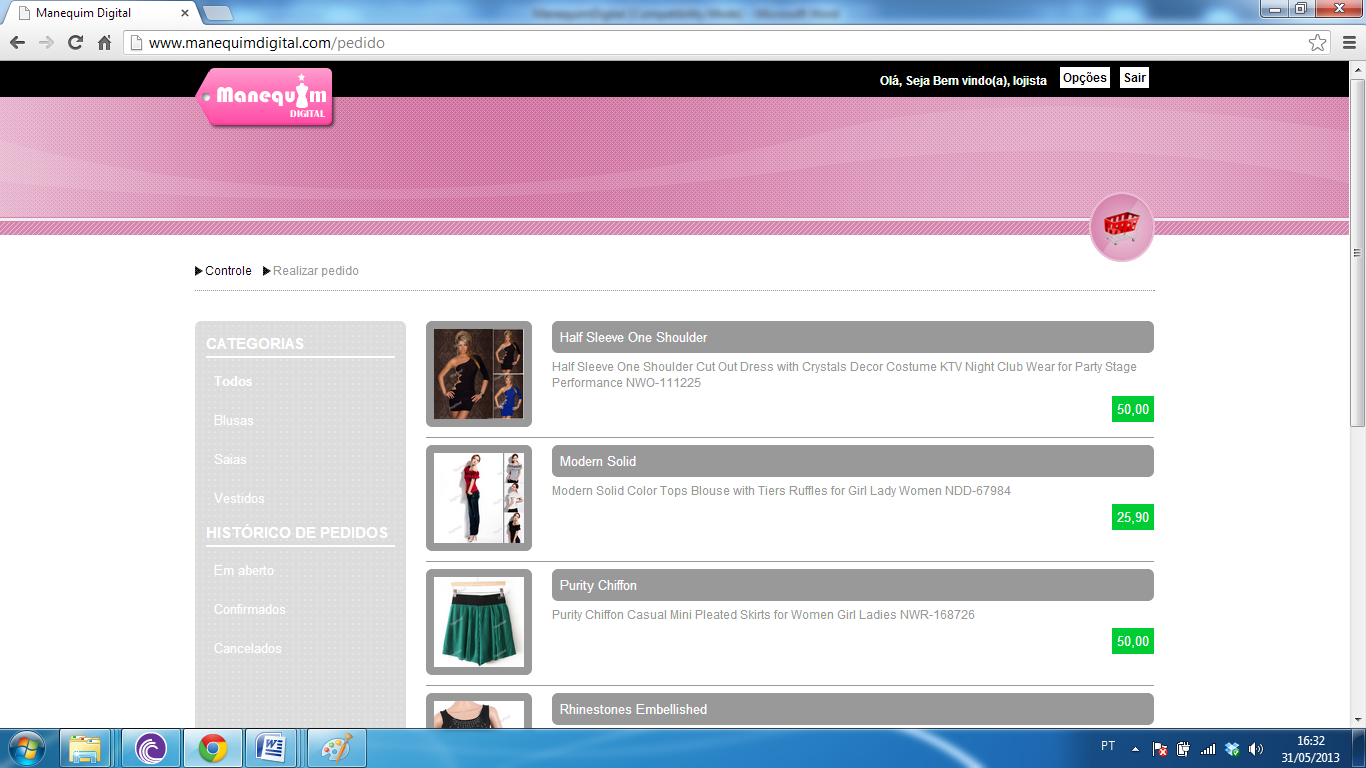 Manequim Digital
www.manequimdigital.com/pedido
Manequim
DIGITAL
Olá, Seja Bem vindo(a), lojista
Opções
Sair
Controle
Realizar pedido
CATEGORIAS
Todos
Blusas
Saias
Vestidos
HISTÓRICO DE PEDIDOS
Em aberto
Confirmados
Cancelados
Half Sleeve One Shoulder
Half Sleeve One Shoulder Cut Out Dress with Crystals Decor Costume KTV Night Club Wear for Party Stage
Performance NWO-111225
50,00
Modern Solid
Modern Solid Color Tops Blouse with Tiers Ruffles for Girl Lady Women NDD-67984
25,90
Purity Chiffon
Purity Chiffon Casual Mini Pleated Skirts for Women Girl Ladies NWR-168726
50,00
Rhinestones Embellished
PT
16:32
31/05/2013